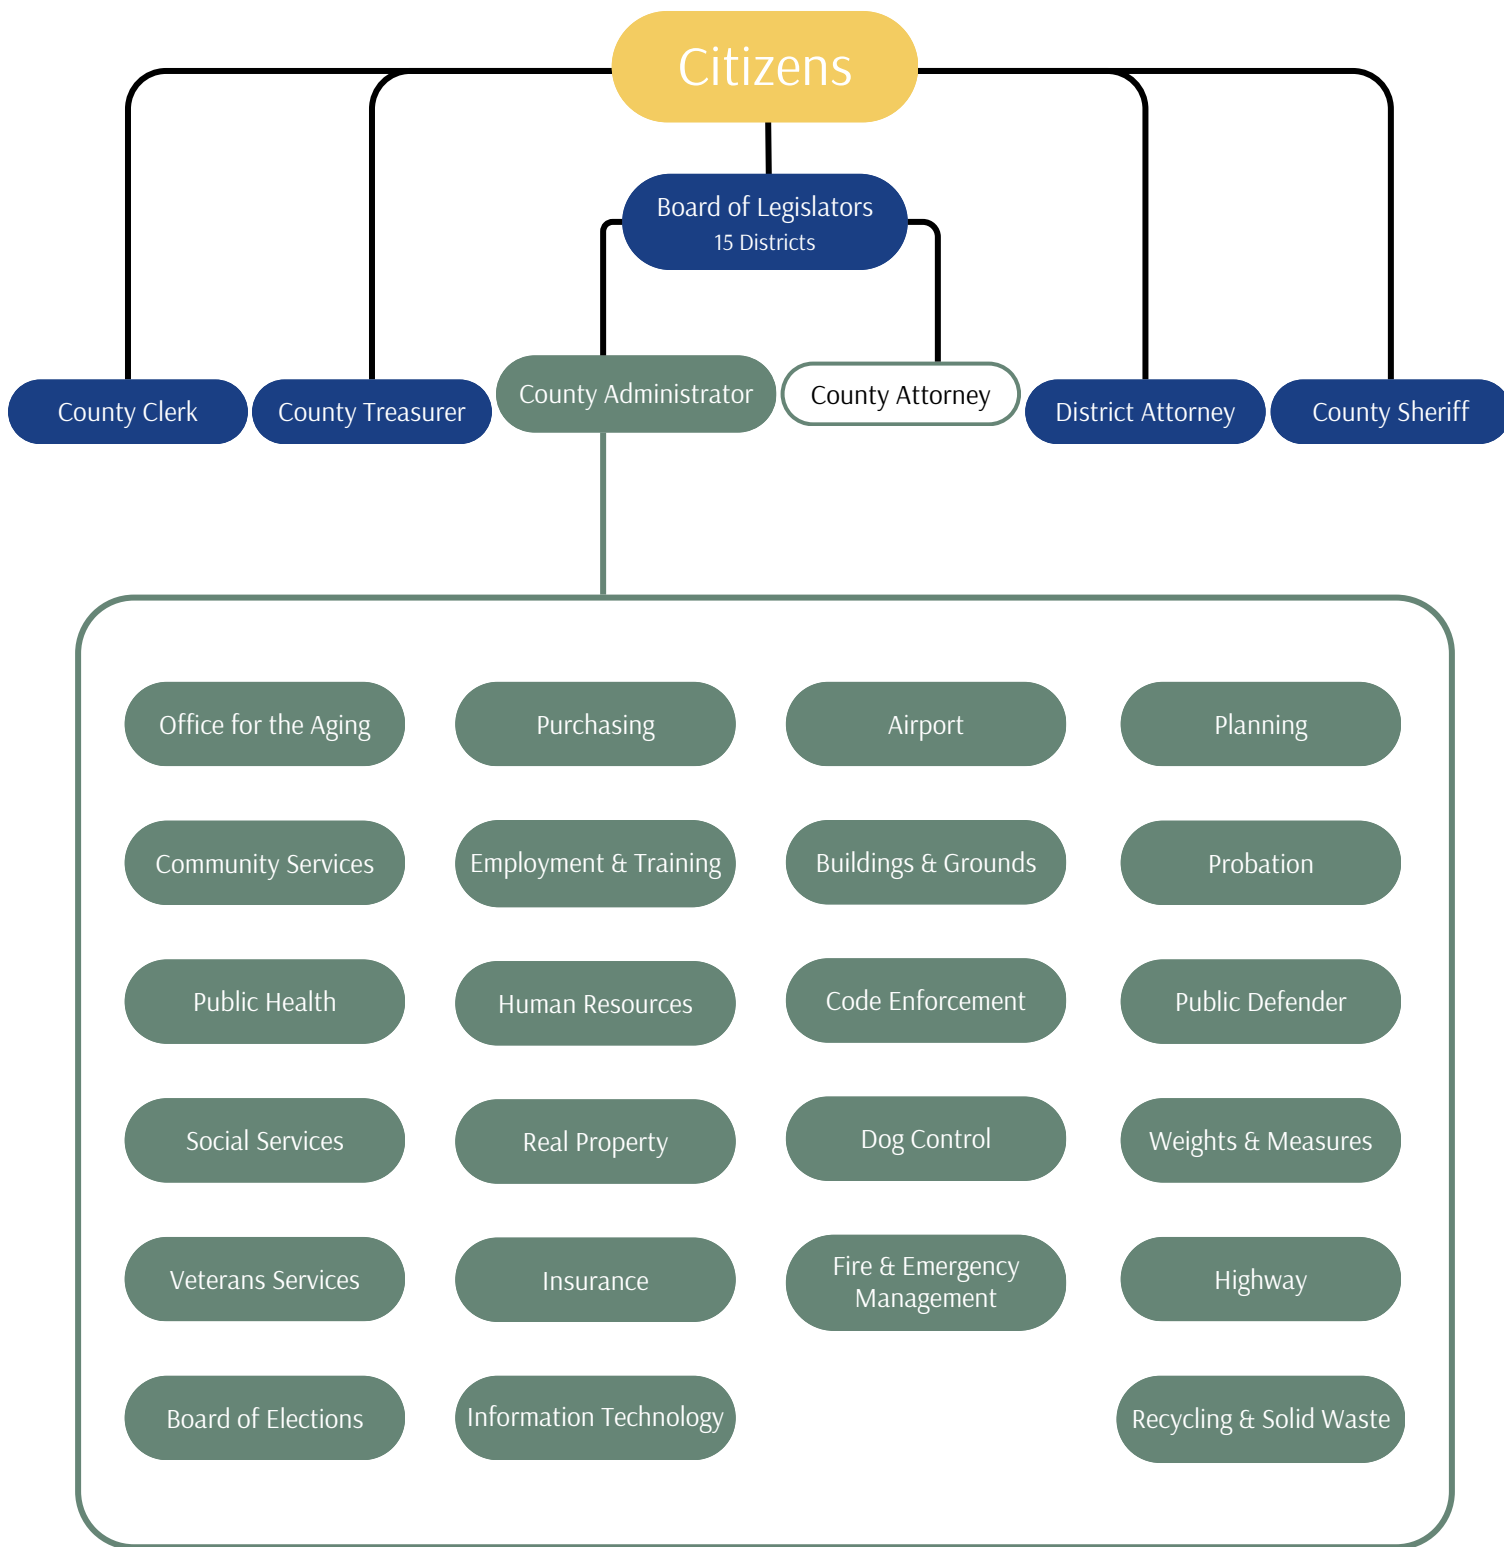 Citizens
Board of Legislators
15 Districts
County Clerk
County Treasurer
County Administrator
County Attorney
District Attorney
County Sheriff
Office for the Aging
Purchasing
Airport
Planning
Community Services
Employment & Training
Buildings & Grounds
Probation
Public Health
Human Resources
Code Enforcement
Public Defender
Social Services
Real Property
Dog Control
Weights & Measures
Veterans Services
Insurance
Fire & Emergency
Management
Highway
Board of Elections
Information Technology
Recycling & Solid Waste